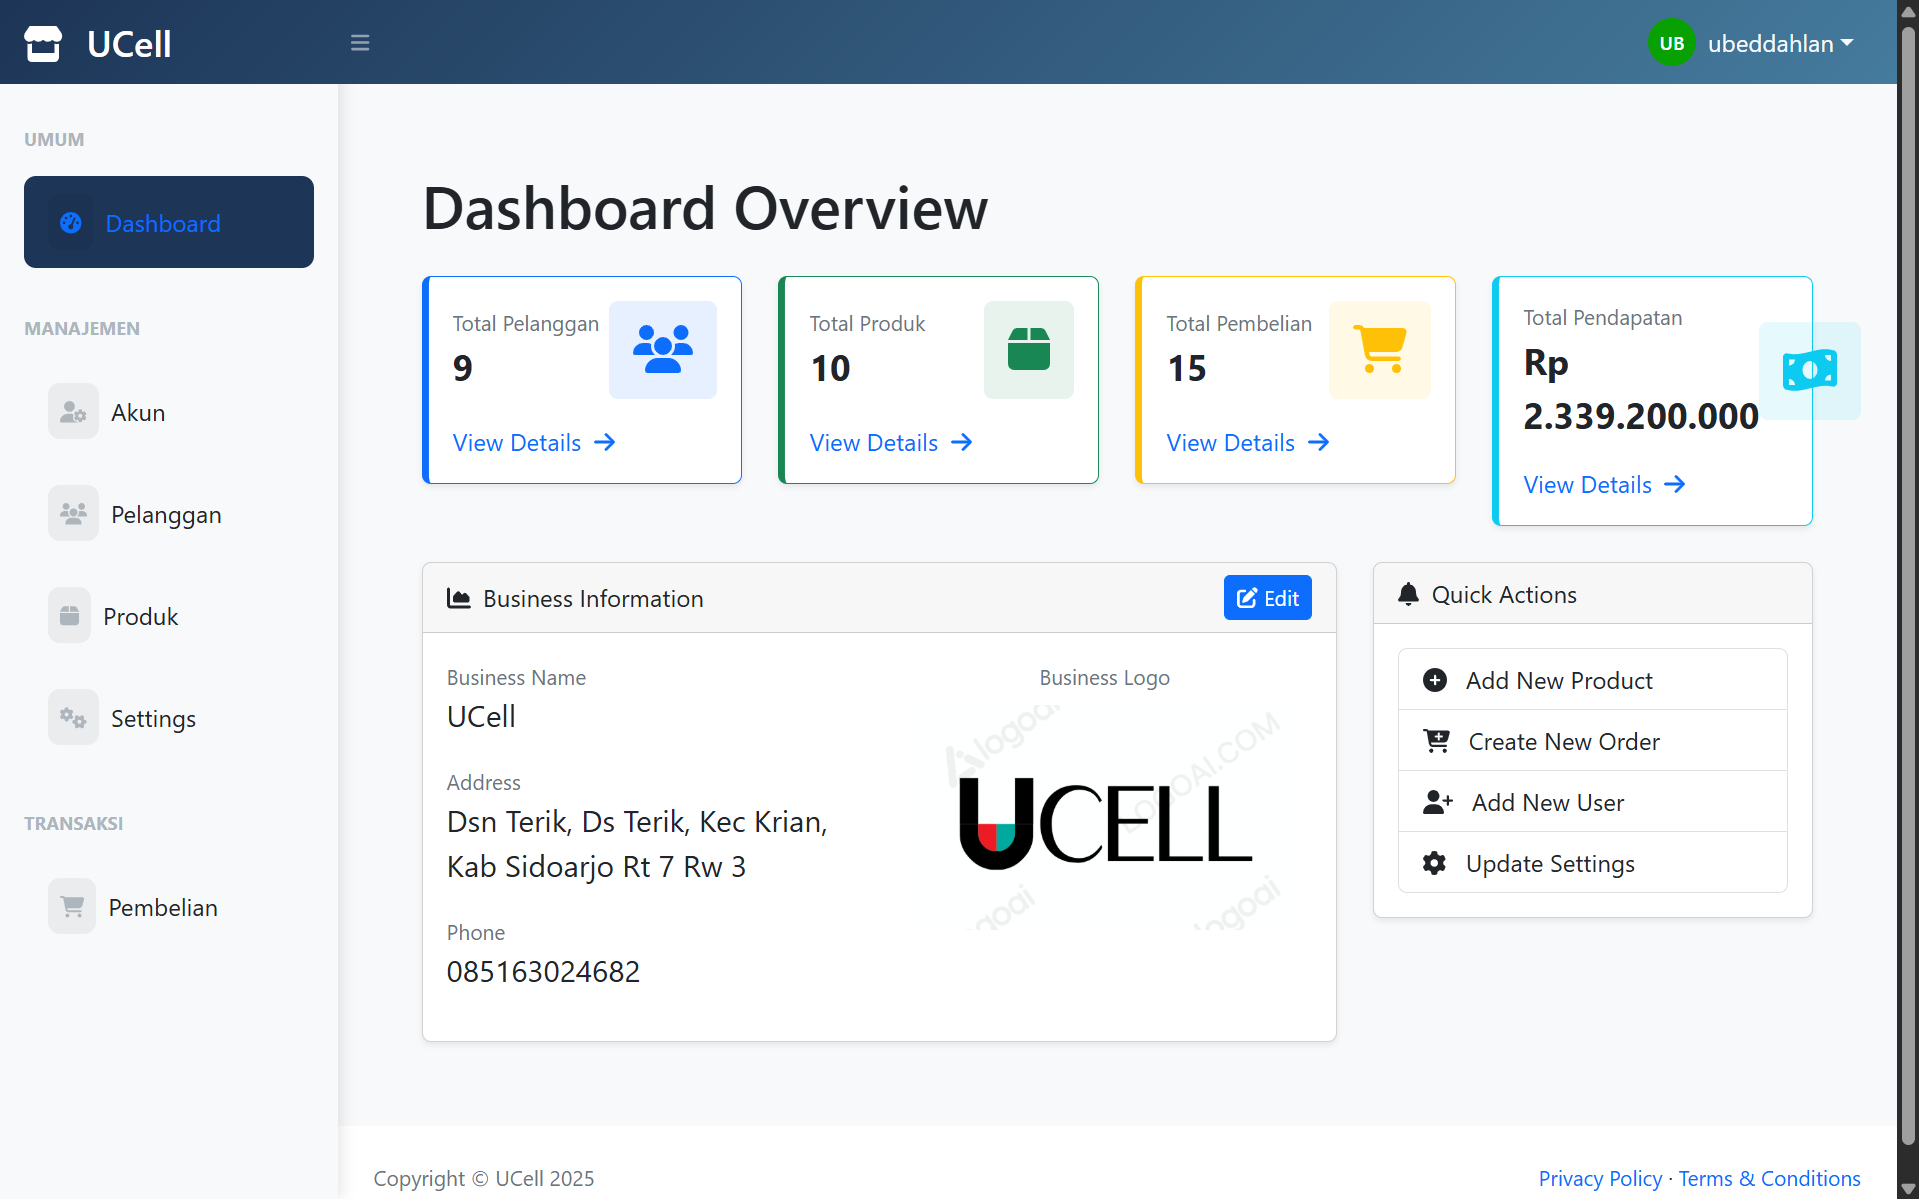 UCell
UB ubeddahlan
UMUM
Dashboard
MANAJEMEN
Akun
Pelanggan
Produk
Settings
TRANSAKSI
Pembelian
Dashboard Overview
Total Pelanggan
9
View Details
Total Produk
10
View Details
Total Pembelian
15
View Details
Total Pendapatan
Rp
2.339.200.000
View Details
Business Information
Edit
Business Name
UCell
Address
Dsn Terik, Ds Terik, Kec Krian,
Kab Sidoarjo Rt 7 Rw 3
Phone
085163024682
Business Logo
logoai
LOGOAI.COM
UCELL
logoai
Quick Actions
Add New Product
Create New Order
Add New User
Update Settings
Copyright © UCell 2025
Privacy Policy · Terms & Conditions